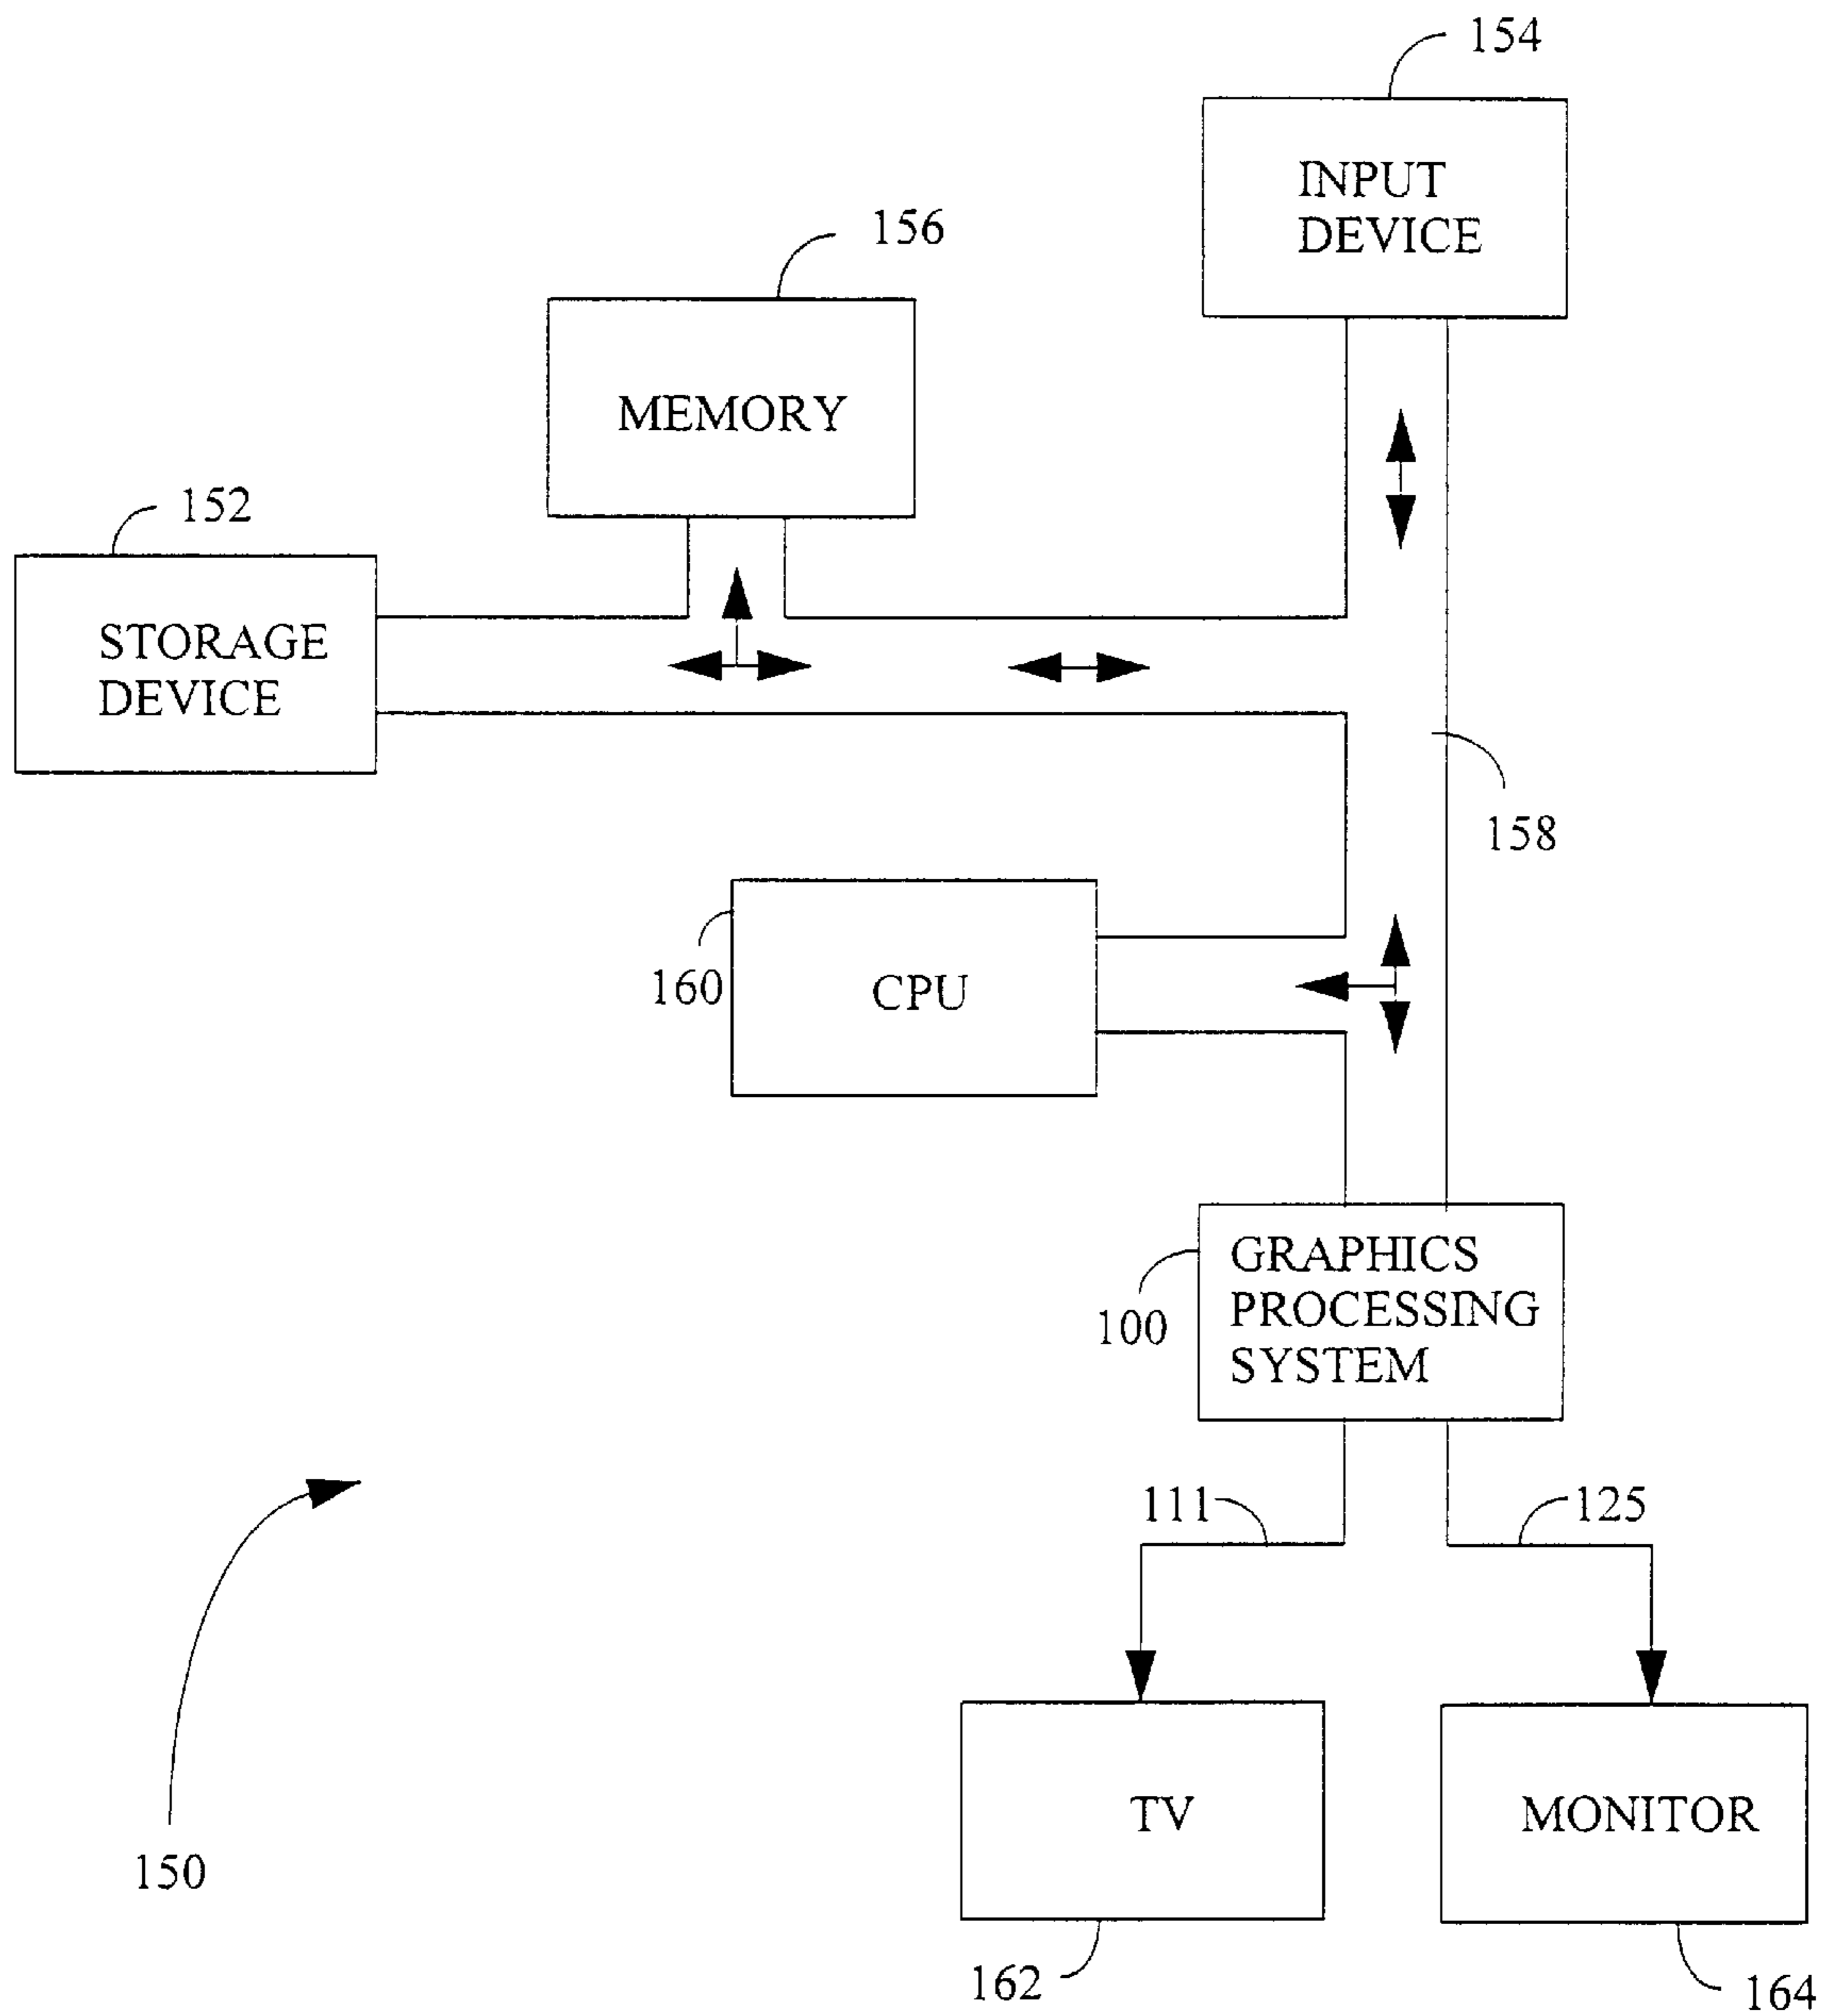 154
INPUT
DEVICE
156
MEMORY
152
STORAGE
DEVICE
158
160
CPU
100
GRAPHICS
PROCESSING
SYSTEM
111
125
150
TV
MONITOR
162
164